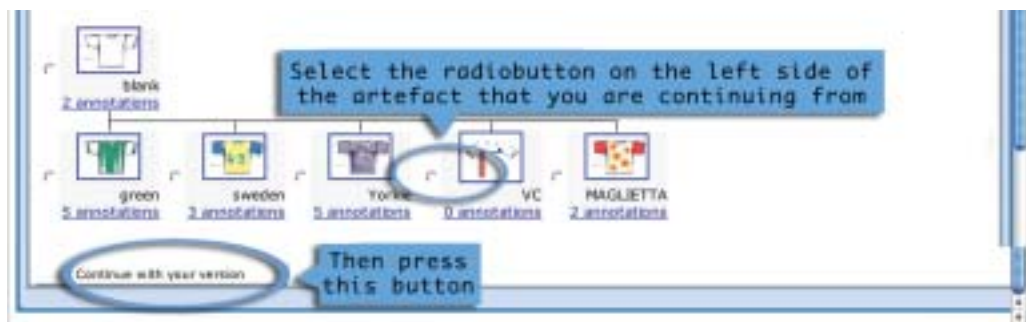 blank
2 annotations
Select the radiobutton on the left side of
the artefact that you are continuing from
green
5 annotations
sweden
3 annotations
Yorkie
5 annotations
VC
0 annotations
MAGLIETTA
2 annotations
Continue with your version
Then press
this button